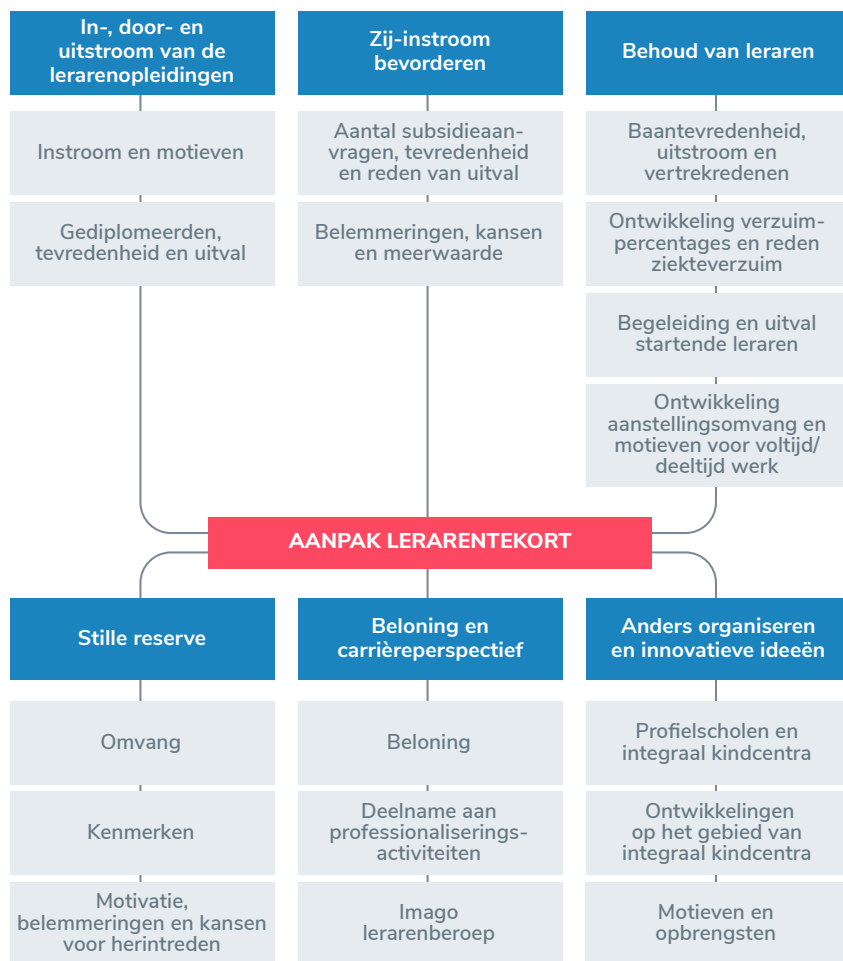 In-, door- en
uitstroom van de
lerarenopleidingen
Instroom en motieven
Gediplomeerden,
tevredenheid en uitval
Zij-instroom
bevorderen
Aantal subsidieaan-
vragen, tevredenheid
en reden van uitval
Belemmeringen, kansen
en meerwaarde
Behoud van leraren
Baantevredenheid,
uitstroom en
vertrekredenen
Ontwikkeling verzuim-
percentages en reden
ziekteverzuim
Begeleiding en uitval
startende leraren
Ontwikkeling
aanstellingsomvang en
motieven voor voltijd/
deeltijd werk
AANPAK LERARENTEKORT
Stille reserve
Omvang
Kenmerken
Motivatie,
belemmeringen en kansen
voor herintreden
Beloning en
carrièreperspectief
Beloning
Deelname aan
professionaliserings-
activiteiten
Imago
lerarenberoep
Anders organiseren
en innovatieve ideeën
Profielscholen en
integraal kindcentra
Ontwikkelingen
op het gebied van
integraal kindcentra
Motieven en
opbrengsten